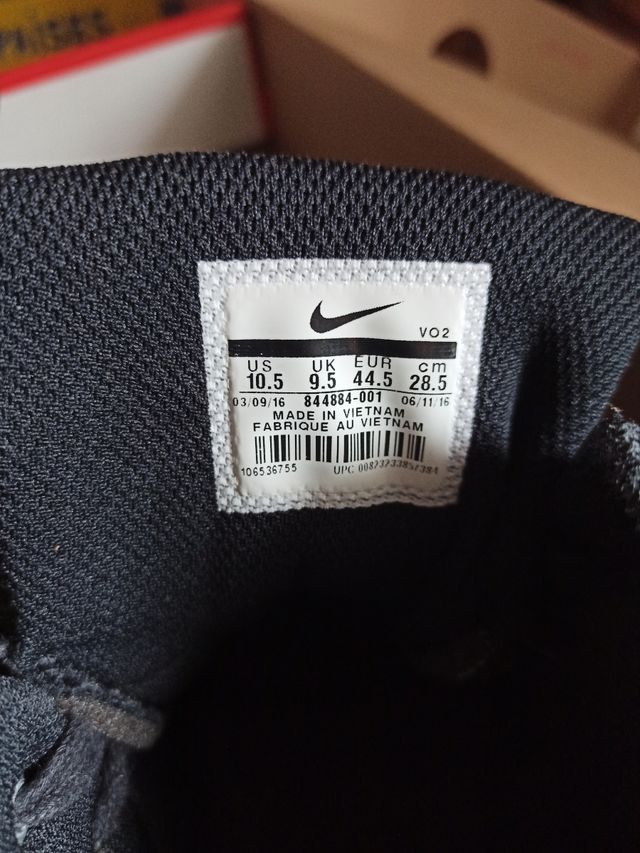 PAISES
VO2
US UK EUR cm
10.5 9.5 44.5 28.5
03/09/16 844884-001 06/11/16
MADE IN VIETNAM
FABRIQUE AU VIETNAM
106536755